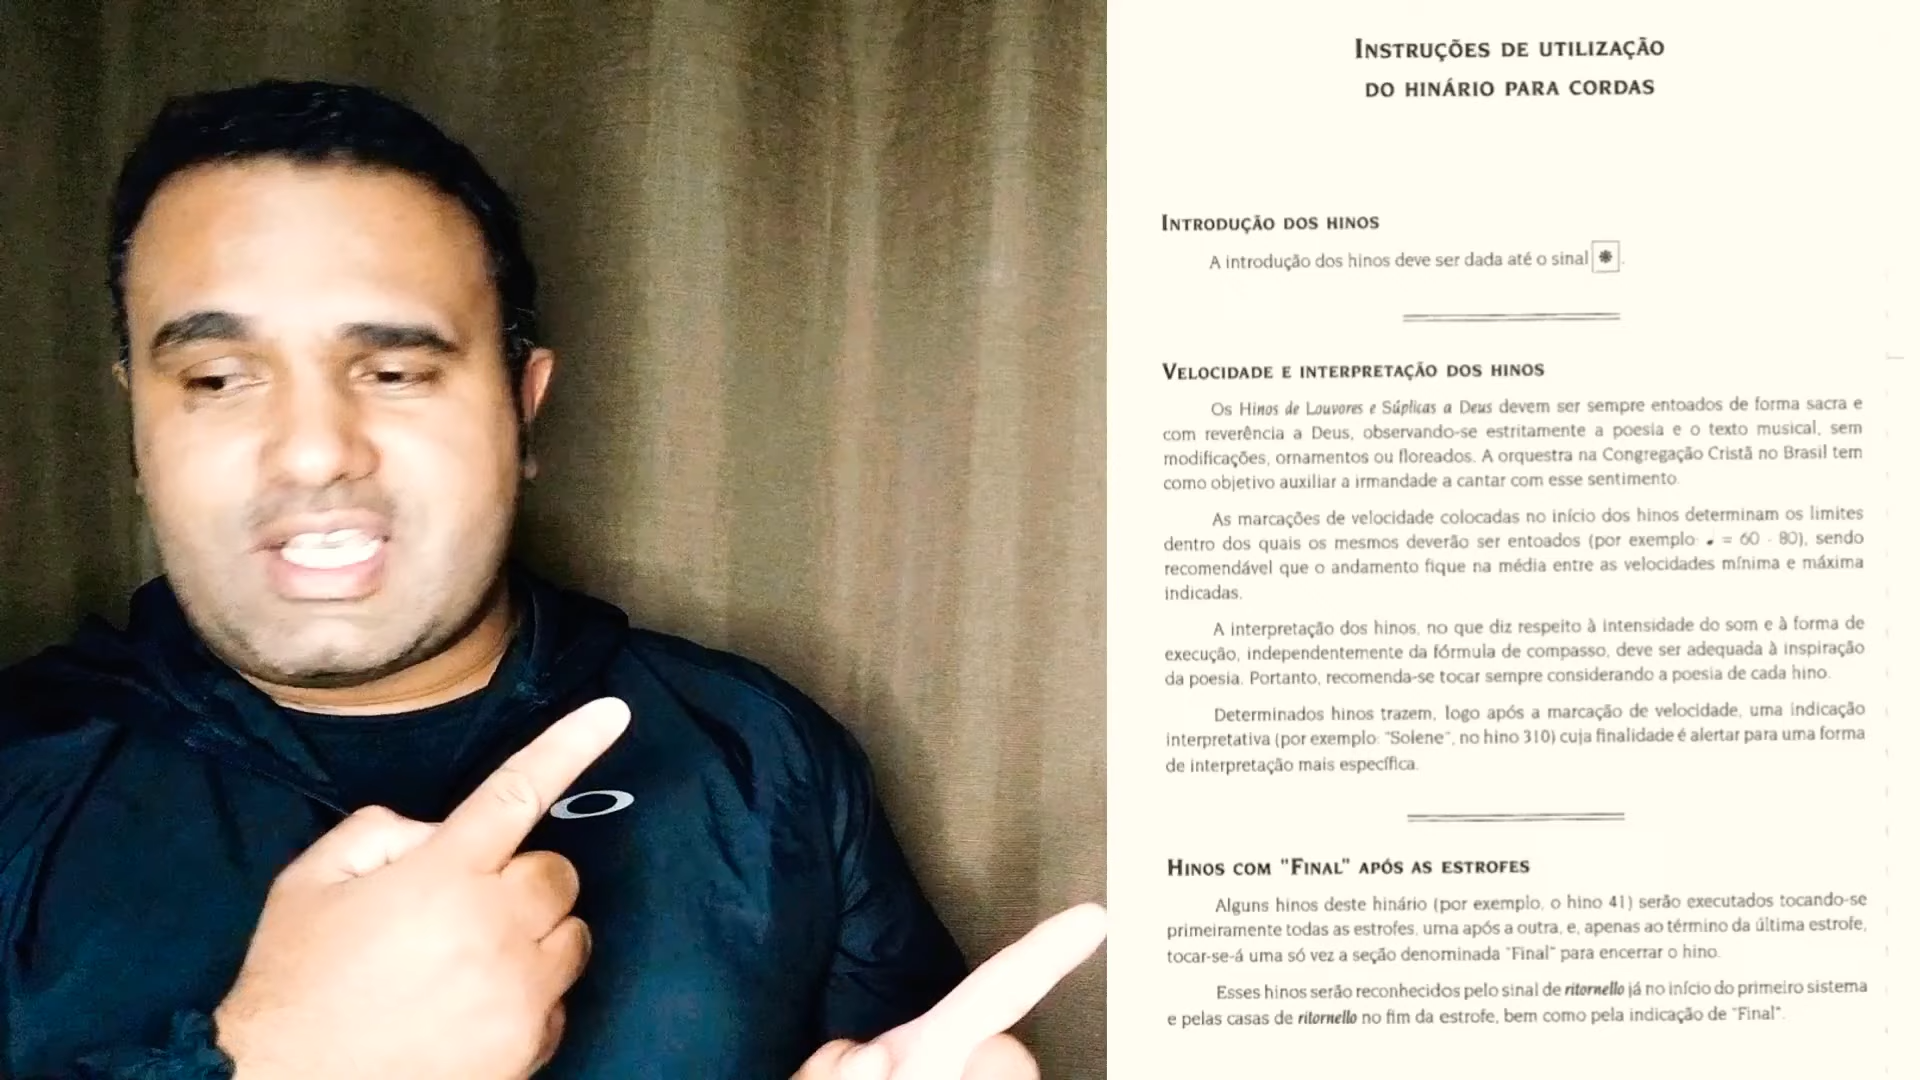 INSTRUÇÕES DE UTILIZAÇÃO
DO HINÁRIO PARA CORDAS
INTRODUÇÃO DOS HINOS
A introdução dos hinos deve ser dada até o sinal ❋.
VELOCIDADE E INTERPRETAÇÃO DOS HINOS
Os Hinos de Louvores e Súplicas a Deus devem ser sempre entoados de forma sacra e
com reverência a Deus, observando-se estritamente a poesia e o texto musical, sem
modificações, ornamentos ou floreados. A orquestra na Congregação Cristã no Brasil tem
como objetivo auxiliar a irmandade a cantar com esse sentimento.
As marcações de velocidade colocadas no início dos hinos determinam os limites
dentro dos quais os mesmos deverão ser entoados (por exemplo: ♩ = 60 - 80), sendo
recomendável que o andamento fique na média entre as velocidades mínima e máxima
indicadas.
A interpretação dos hinos, no que diz respeito à intensidade do som e à forma de
execução, independentemente da fórmula de compasso, deve ser adequada à inspiração
da poesia. Portanto, recomenda-se tocar sempre considerando a poesia de cada hino.
Determinados hinos trazem, logo após a marcação de velocidade, uma indicação
interpretativa (por exemplo: "Solene", no hino 310) cuja finalidade é alertar para uma forma
de interpretação mais específica.
HINOS COM "FINAL" APÓS AS ESTROFES
Alguns hinos deste hinário (por exemplo, o hino 41) serão executados tocando-se
primeiramente todas as estrofes, uma após a outra, e, apenas ao término da última estrofe,
tocar-se-á uma só vez a seção denominada "Final" para encerrar o hino.
Esses hinos serão reconhecidos pelo sinal de ritornello já no início do primeiro sistema
e pelas casas de ritornello no fim da estrofe, bem como pela indicação de "Final".